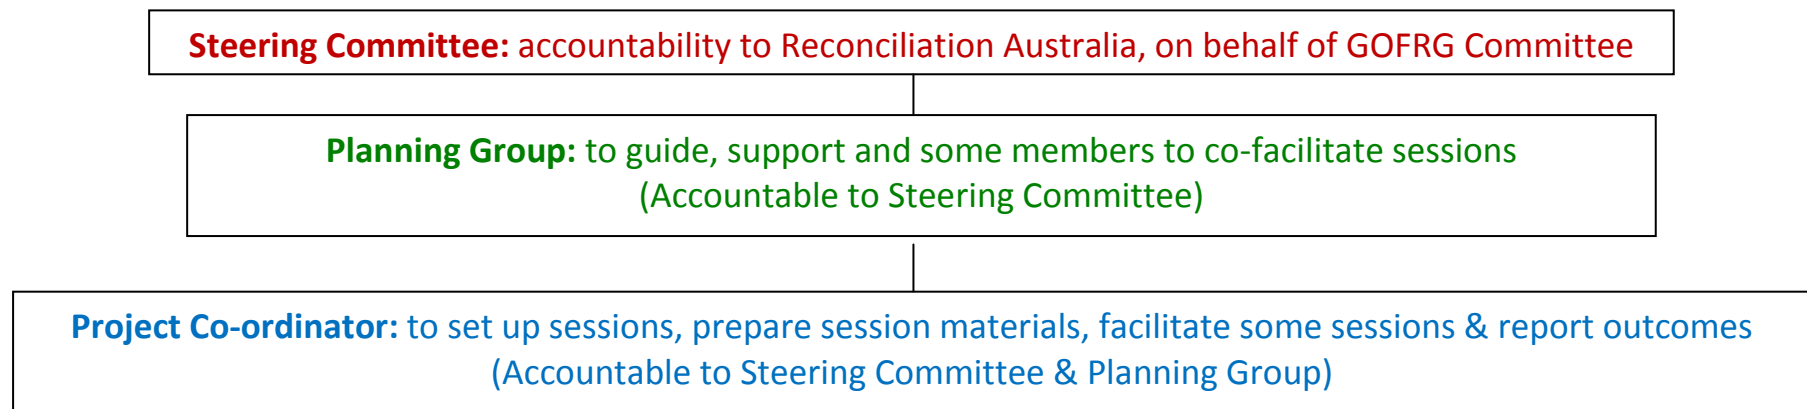 Steering Committee: accountability to Reconciliation Australia, on behalf of GOFRG Committee
Planning Group: to guide, support and some members to co-facilitate sessions
(Accountable to Steering Committee)
Project Co-ordinator: to set up sessions, prepare session materials, facilitate some sessions & report outcomes
(Accountable to Steering Committee & Planning Group)